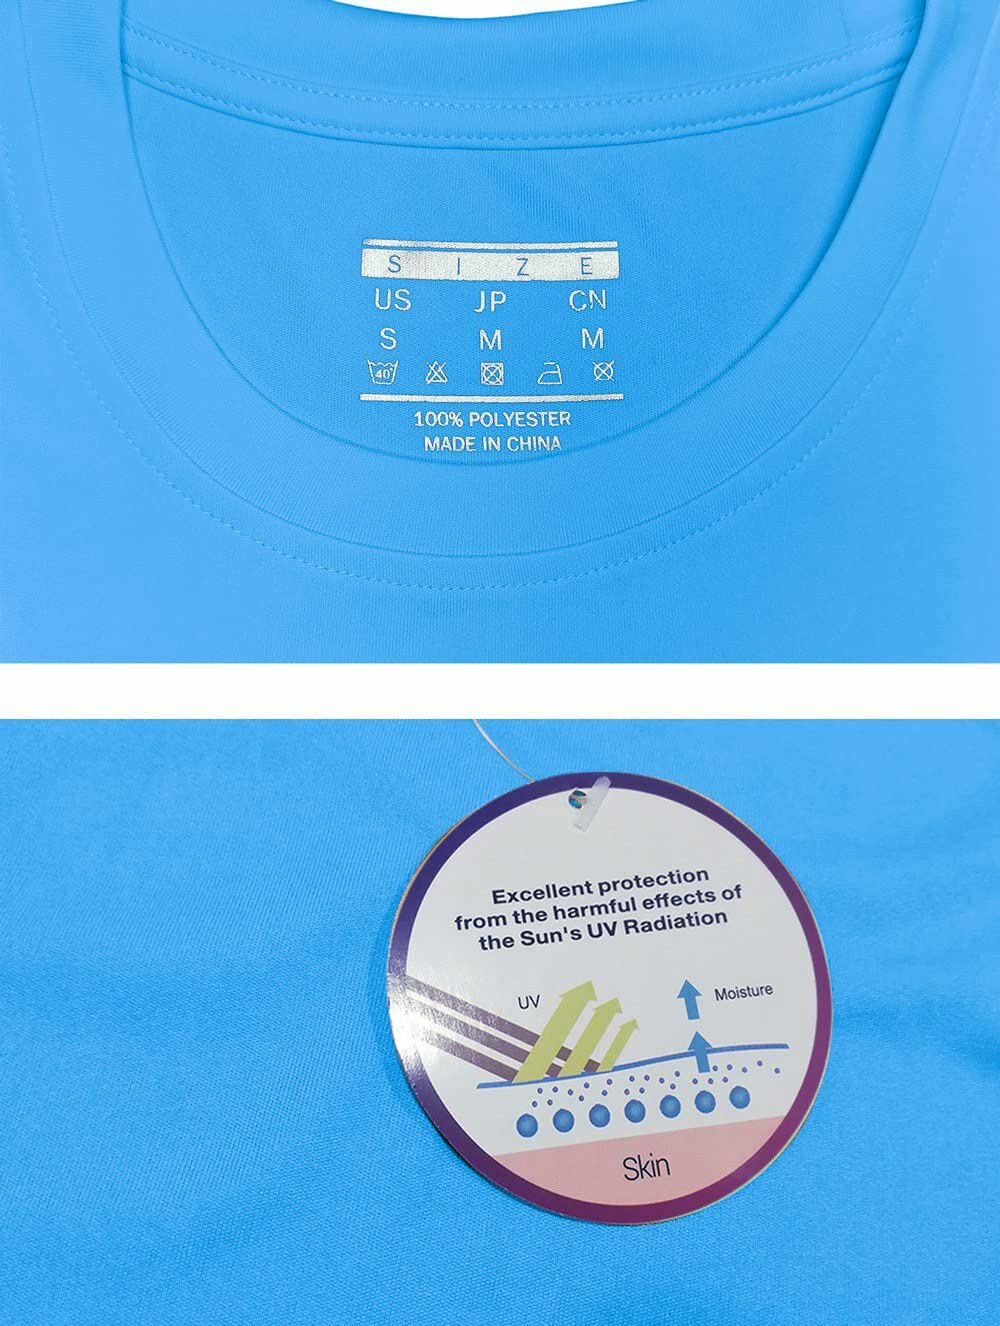 S I Z E
US JP CN
S M M
40°
100% POLYESTER
MADE IN CHINA
Excellent protection
from the harmful effects of
the Sun's UV Radiation
UV
Moisture
Skin